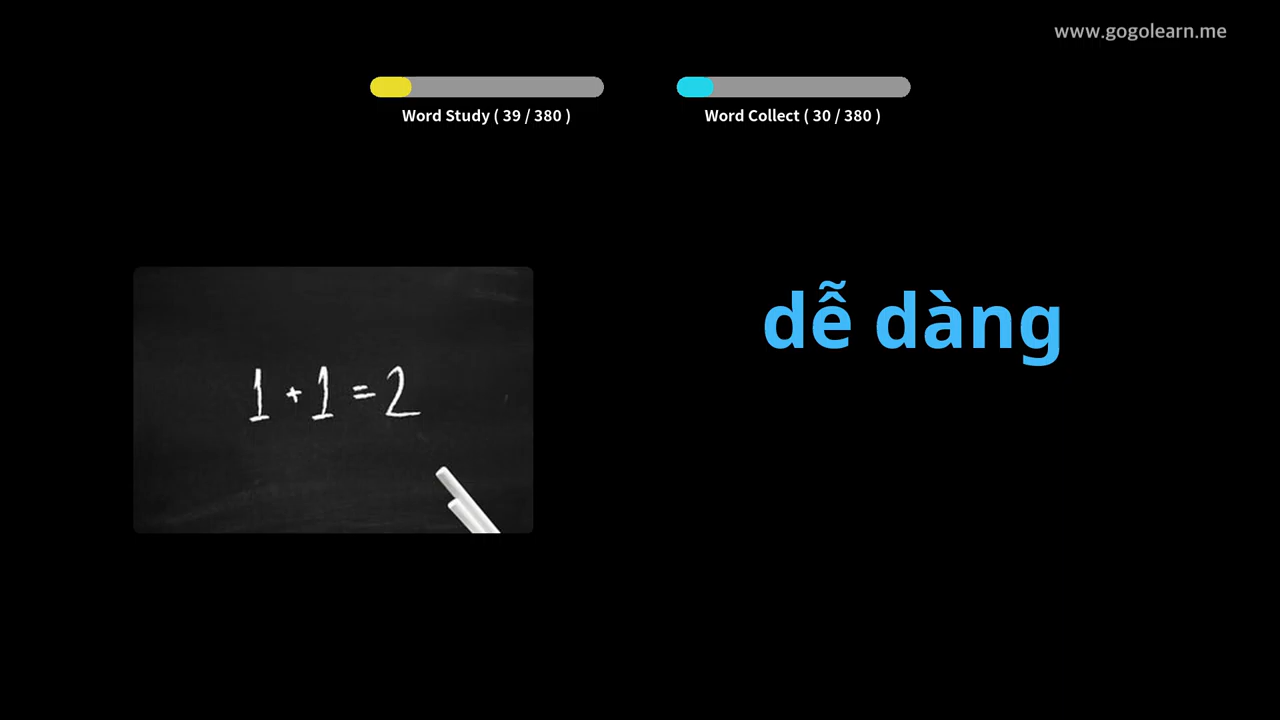 www.gogolearn.me
Word Study ( 39 / 380 )
Word Collect ( 30 / 380 )
dễ dàng
1 + 1 = 2